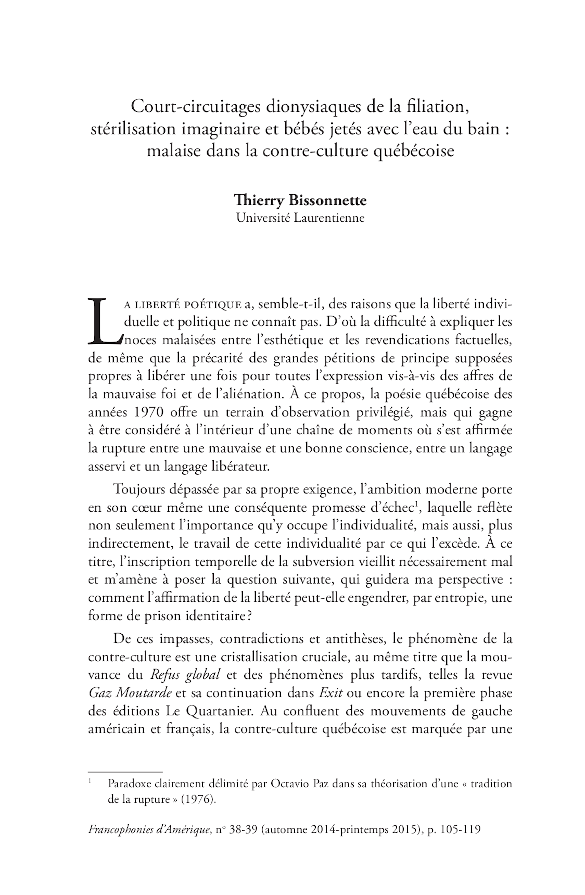 Court-circuitages dionysiaques de la filiation,
stérilisation imaginaire et bébés jetés avec l'eau du bain :
malaise dans la contre-culture québécoise
Thierry Bissonnette
Université Laurentienne
LA LIBERTÉ POÉTIQUE a, semble-t-il, des raisons que la liberté indivi-
duelle et politique ne connaît pas. D'où la difficulté à expliquer les
noces malaisées entre l'esthétique et les revendications factuelles,
de même que la précarité des grandes pétitions de principe supposées
propres à libérer une fois pour toutes l'expression vis-à-vis des affres de
la mauvaise foi et de l'aliénation. À ce propos, la poésie québécoise des
années 1970 offre un terrain d'observation privilégié, mais qui gagne
à être considéré à l'intérieur d'une chaîne de moments où s'est affirmée
la rupture entre une mauvaise et une bonne conscience, entre un langage
asservi et un langage libérateur.
Toujours dépassée par sa propre exigence, l'ambition moderne porte
en son cœur même une conséquente promesse d'échec1, laquelle reflète
non seulement l'importance qu'y occupe l'individualité, mais aussi, plus
indirectement, le travail de cette individualité par ce qui l'excède. À ce
titre, l'inscription temporelle de la subversion vieillit nécessairement mal
et m'amène à poser la question suivante, qui guidera ma perspective :
comment l'affirmation de la liberté peut-elle engendrer, par entropie, une
forme de prison identitaire?
De ces impasses, contradictions et antithèses, le phénomène de la
contre-culture est une cristallisation cruciale, au même titre que la mou-
vance du Refus global et des phénomènes plus tardifs, telles la revue
Gaz Moutarde et sa continuation dans Exit ou encore la première phase
des éditions Le Quartanier. Au confluent des mouvements de gauche
américain et français, la contre-culture québécoise est marquée par une
1 Paradoxe clairement délimité par Octavio Paz dans sa théorisation d'une « tradition
de la rupture » (1976).
Francophonies d'Amérique, n° 38-39 (automne 2014-printemps 2015), p. 105-119